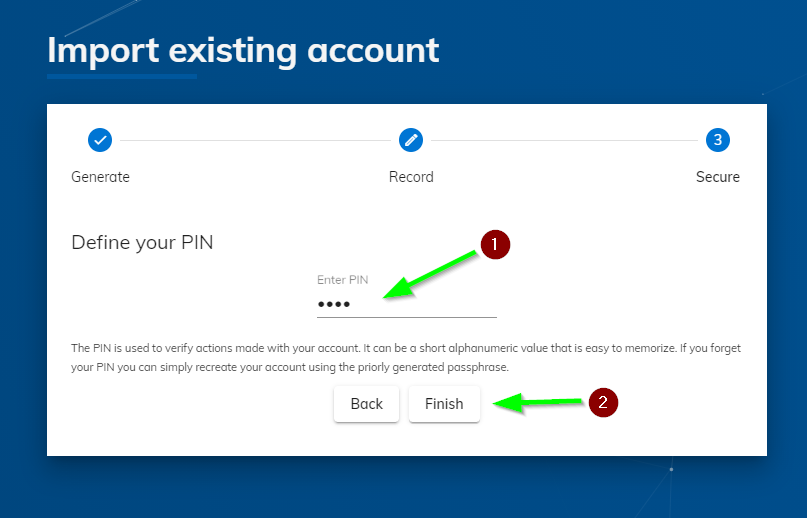 Import existing account
3
Generate
Record
Secure
Define your PIN
1
Enter PIN
••••
The PIN is used to verify actions made with your account. It can be a short alphanumeric value that is easy to memorize. If you forget
your PIN you can simply recreate your account using the priorly generated passphrase.
Back
Finish
2